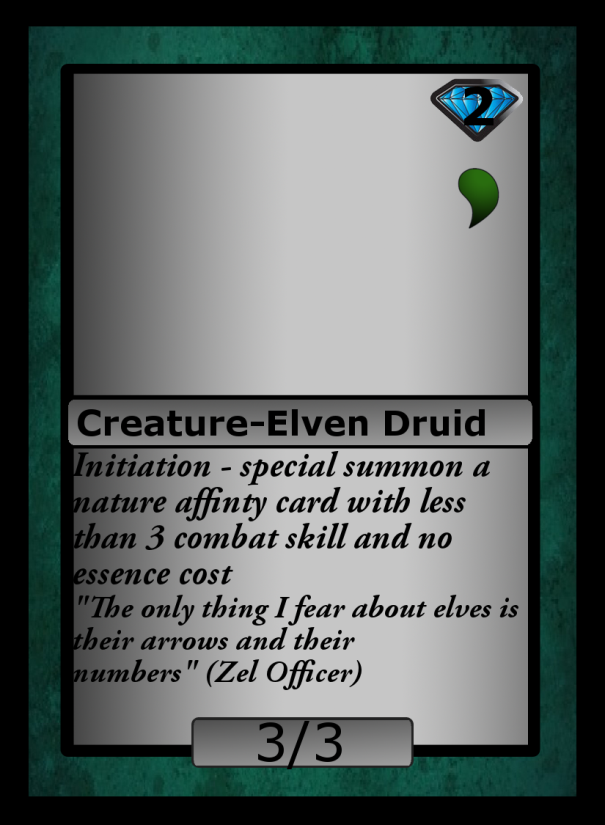 2
Creature-Elven Druid
Initiation - special summon a
nature affinty card with less
than 3 combat skill and no
essence cost
"The only thing I fear about elves is
their arrows and their
numbers" (Zel Officer)
3/3